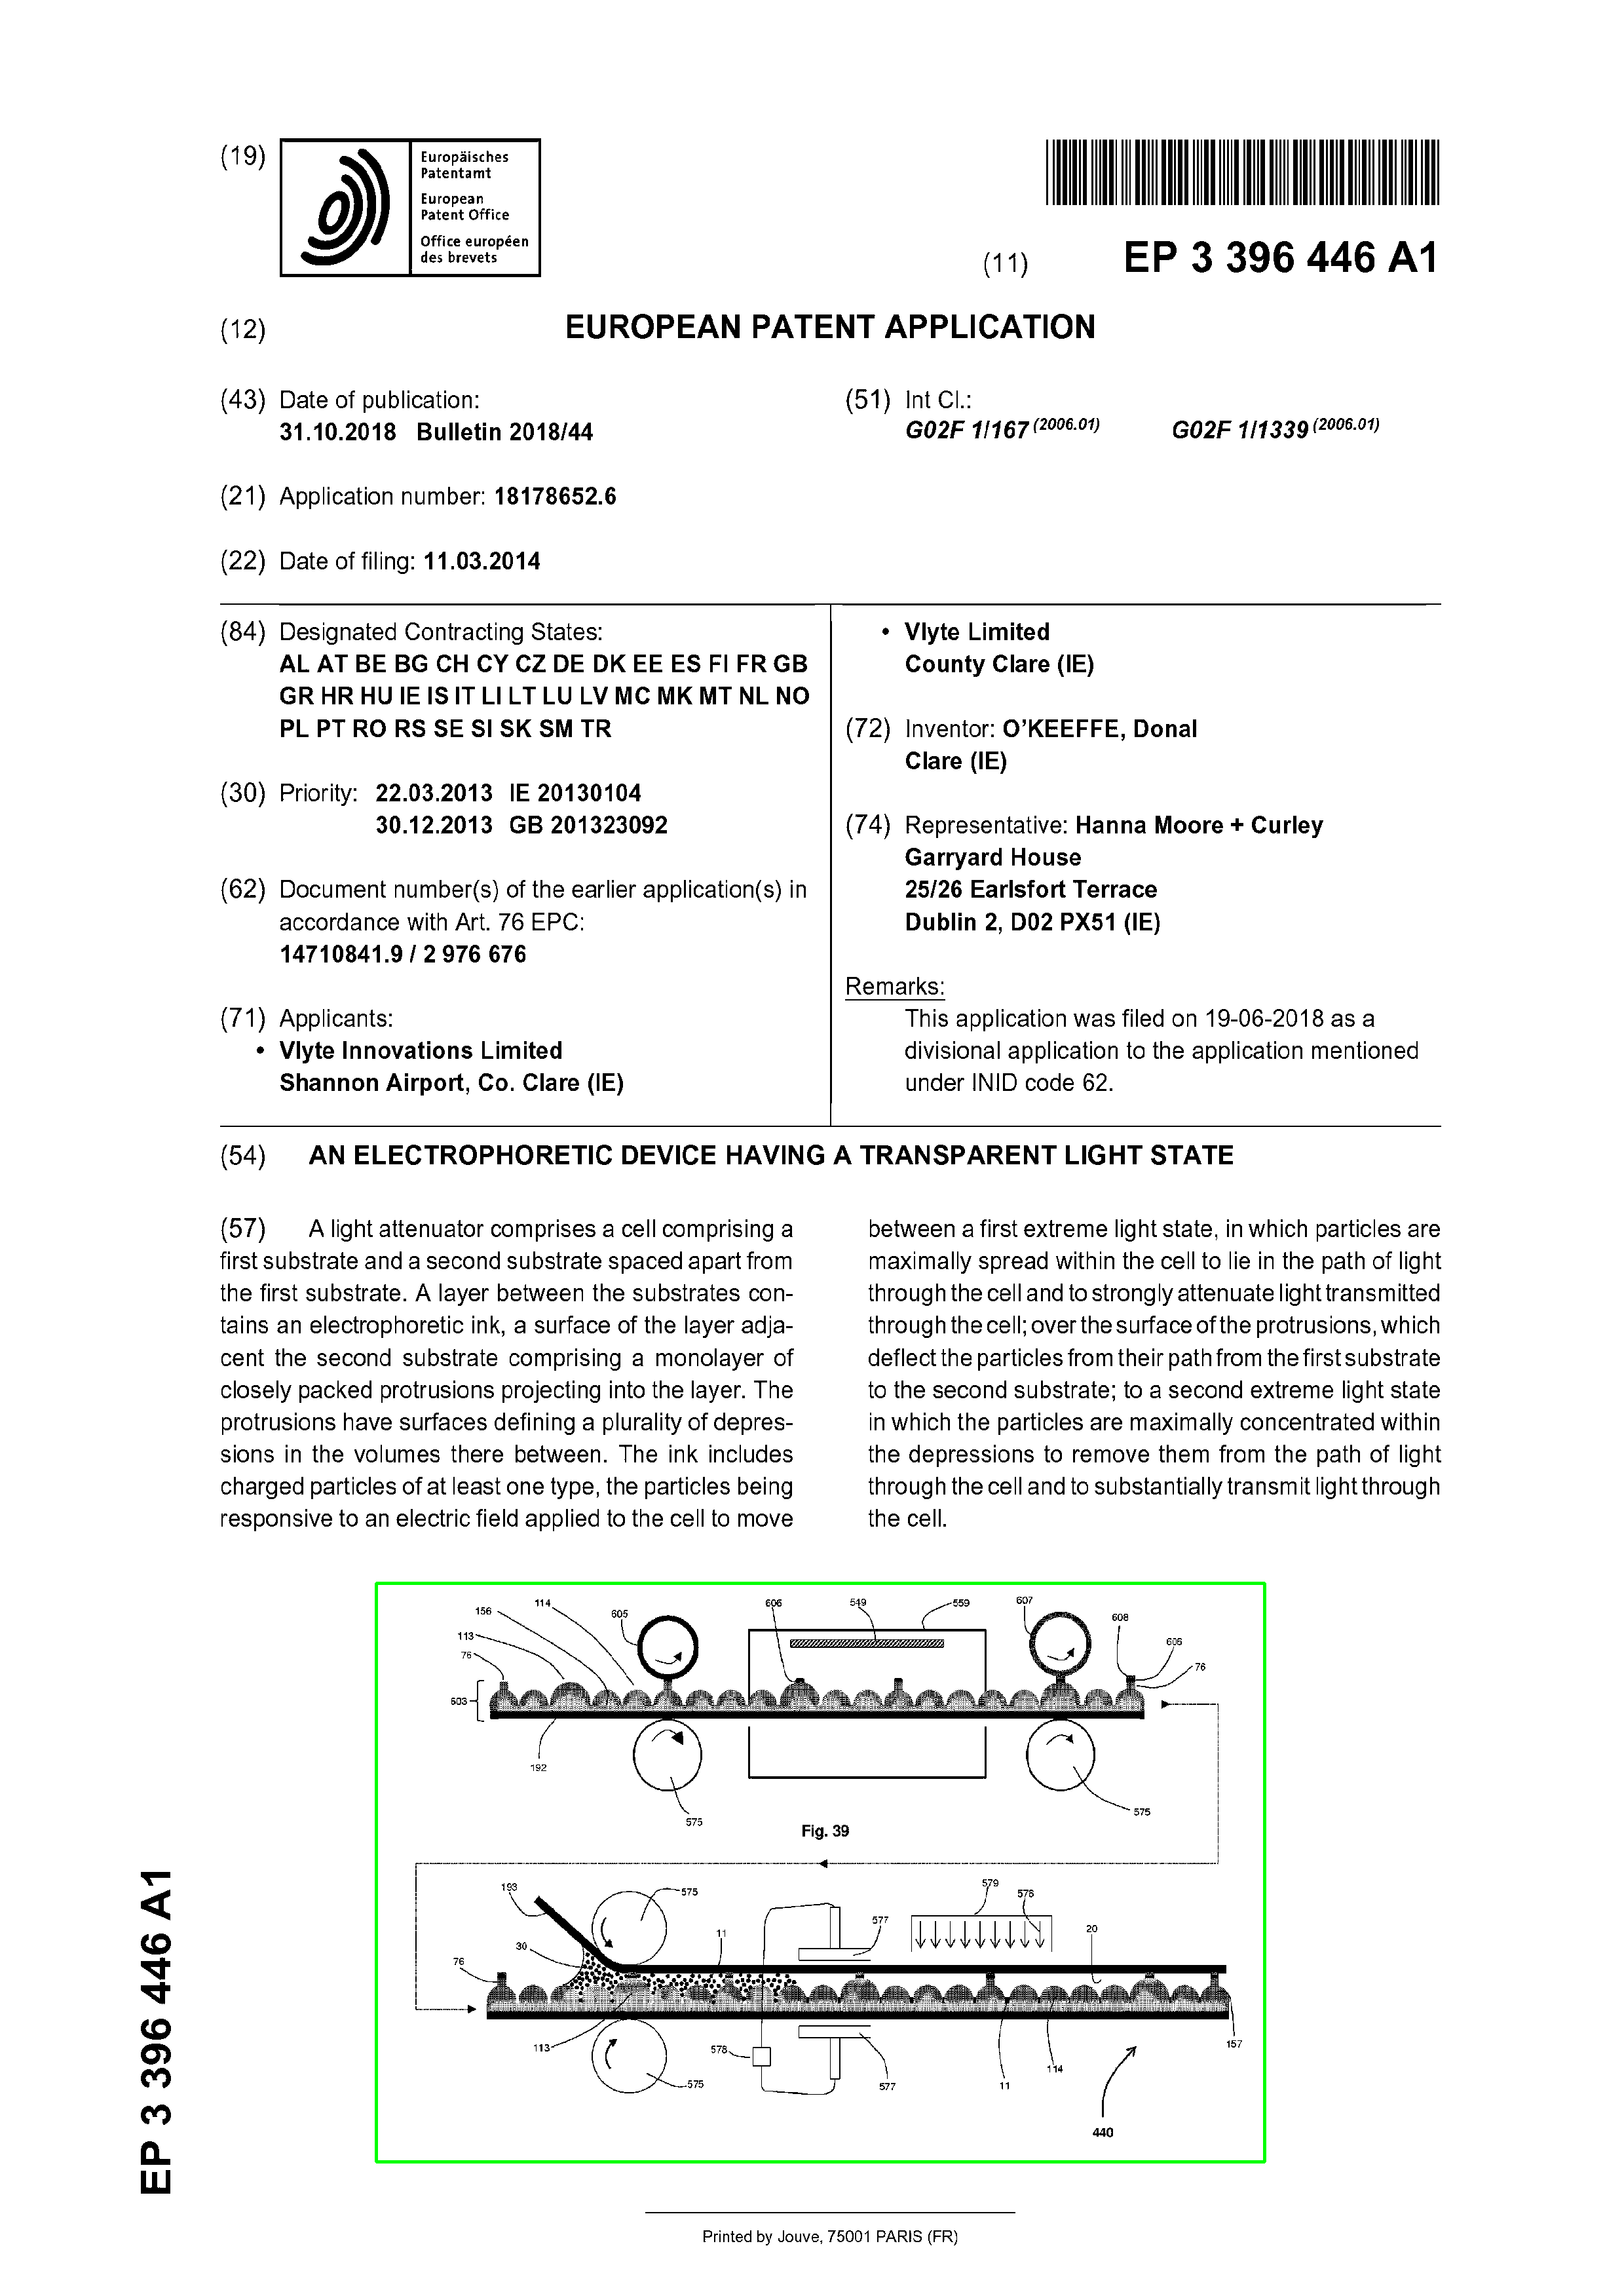 (19)
Europäisches
Patentamt
European
Patent Office
Office européen
des brevets
(11) EP 3 396 446 A1
(12) EUROPEAN PATENT APPLICATION
(43) Date of publication:
31.10.2018 Bulletin 2018/44
(21) Application number: 18178652.6
(22) Date of filing: 11.03.2014
(51) Int Cl.:
G02F 1/167 (2006.01) G02F 1/1339 (2006.01)
(84) Designated Contracting States:
AL AT BE BG CH CY CZ DE DK EE ES FI FR GB
GR HR HU IE IS IT LI LT LU LV MC MK MT NL NO
PL PT RO RS SE SI SK SM TR
(30) Priority: 22.03.2013 IE 20130104
30.12.2013 GB 201323092
(62) Document number(s) of the earlier application(s) in
accordance with Art. 76 EPC:
14710841.9 / 2 976 676
(71) Applicants:
• Vlyte Innovations Limited
Shannon Airport, Co. Clare (IE)
• Vlyte Limited
County Clare (IE)
(72) Inventor: O'KEEFFE, Donal
Clare (IE)
(74) Representative: Hanna Moore + Curley
Garryard House
25/26 Earlsfort Terrace
Dublin 2, D02 PX51 (IE)
Remarks:
This application was filed on 19-06-2018 as a
divisional application to the application mentioned
under INID code 62.
(54) AN ELECTROPHORETIC DEVICE HAVING A TRANSPARENT LIGHT STATE
(57) A light attenuator comprises a cell comprising a
first substrate and a second substrate spaced apart from
the first substrate. A layer between the substrates con-
tains an electrophoretic ink, a surface of the layer adja-
cent the second substrate comprising a monolayer of
closely packed protrusions projecting into the layer. The
protrusions have surfaces defining a plurality of depres-
sions in the volumes there between. The ink includes
charged particles of at least one type, the particles being
responsive to an electric field applied to the cell to move
between a first extreme light state, in which particles are
maximally spread within the cell to lie in the path of light
through the cell and to strongly attenuate light transmitted
through the cell; over the surface of the protrusions, which
deflect the particles from their path from the first substrate
to the second substrate; to a second extreme light state
in which the particles are maximally concentrated within
the depressions to remove them from the path of light
through the cell and to substantially transmit light through
the cell.
156 114 605 606 549 559 607 608
113 606
76 76
603
192
575 575
Fig. 39
193 575 577 579 576
30 11 20
76
113 578 157
575 577 11 114
440
EP 3 396 446 A1
Printed by Jouve, 75001 PARIS (FR)